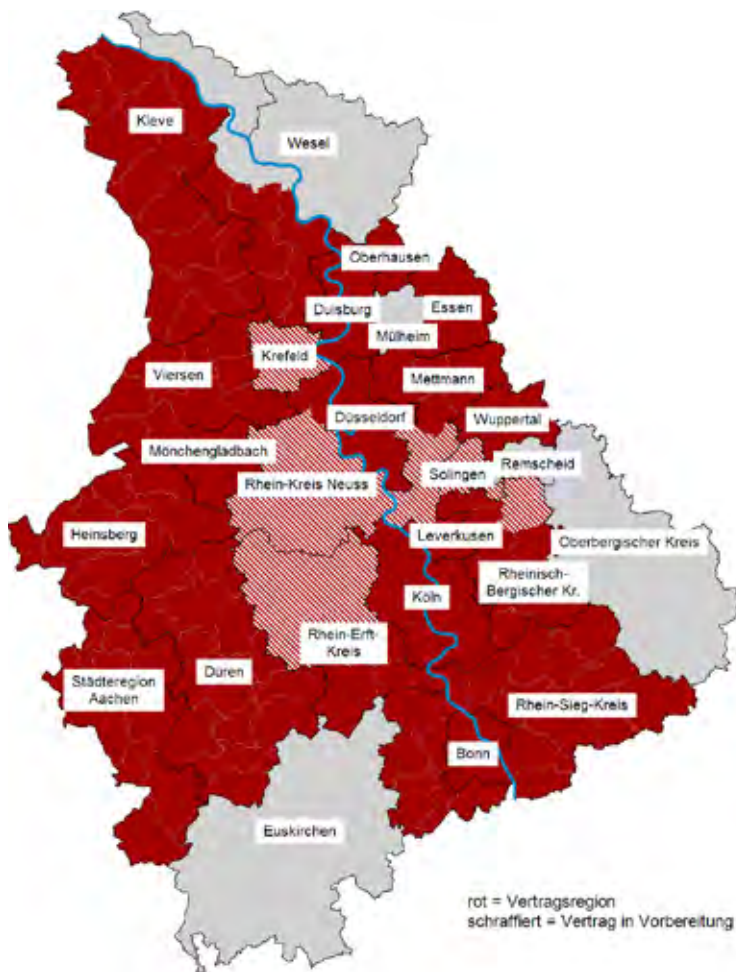 Kleve
Wesel
Oberhausen
Duisburg
Essen
Mülheim
Krefeld
Viersen
Mettmann
Düsseldorf
Wuppertal
Mönchengladbach
Remscheid
Solingen
Rhein-Kreis Neuss
Heinsberg
Leverkusen
Oberbergischer Kreis
Rheinisch-
Bergischer Kr.
Köln
Rhein-Erft-
Kreis
Düren
Städteregion
Aachen
Rhein-Sieg-Kreis
Bonn
Euskirchen
rot = Vertragsregion
schraffiert = Vertrag in Vorbereitung